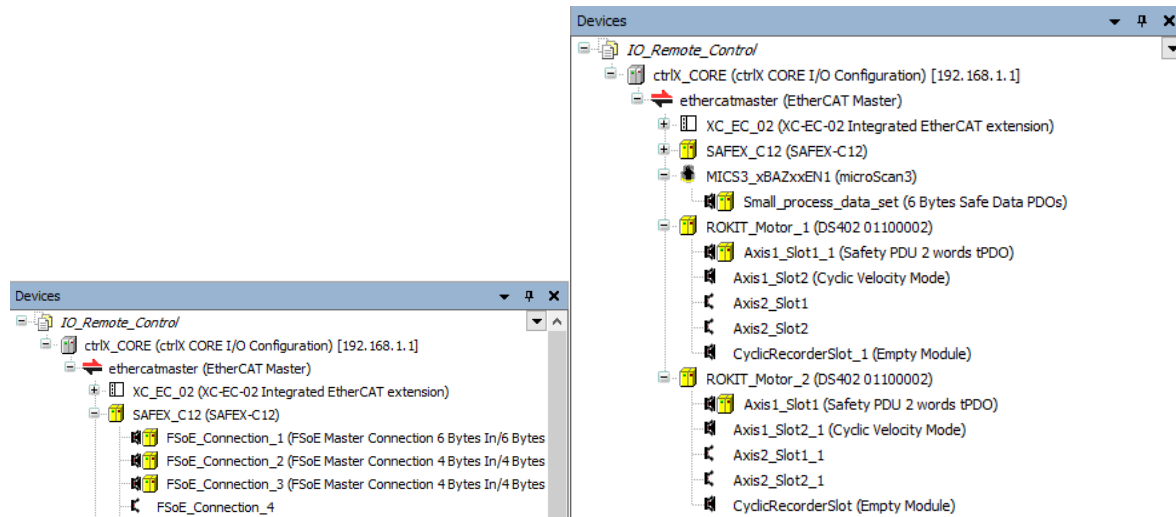 Devices
IO_Remote_Control
ctrlX_CORE (ctrlX CORE I/O Configuration) [192.168.1.1]
ethercatmaster (EtherCAT Master)
XC_EC_02 (XC-EC-02 Integrated EtherCAT extension)
SAFEX_C12 (SAFEX-C12)
FSoE_Connection_1 (FSoE Master Connection 6 Bytes In/6 Bytes
FSoE_Connection_2 (FSoE Master Connection 4 Bytes In/4 Bytes
FSoE_Connection_3 (FSoE Master Connection 4 Bytes In/4 Bytes
FSoE_Connection_4
Devices
IO_Remote_Control
ctrlX_CORE (ctrlX CORE I/O Configuration) [192.168.1.1]
ethercatmaster (EtherCAT Master)
XC_EC_02 (XC-EC-02 Integrated EtherCAT extension)
SAFEX_C12 (SAFEX-C12)
MICS3_xBAZxxEN1 (microScan3)
Small_process_data_set (6 Bytes Safe Data PDOs)
ROKIT_Motor_1 (DS402 01100002)
Axis1_Slot1_1 (Safety PDU 2 words tPDO)
Axis1_Slot2 (Cyclic Velocity Mode)
Axis2_Slot1
Axis2_Slot2
CyclicRecorderSlot_1 (Empty Module)
ROKIT_Motor_2 (DS402 01100002)
Axis1_Slot1 (Safety PDU 2 words tPDO)
Axis1_Slot2_1 (Cyclic Velocity Mode)
Axis2_Slot1_1
Axis2_Slot2_1
CyclicRecorderSlot (Empty Module)